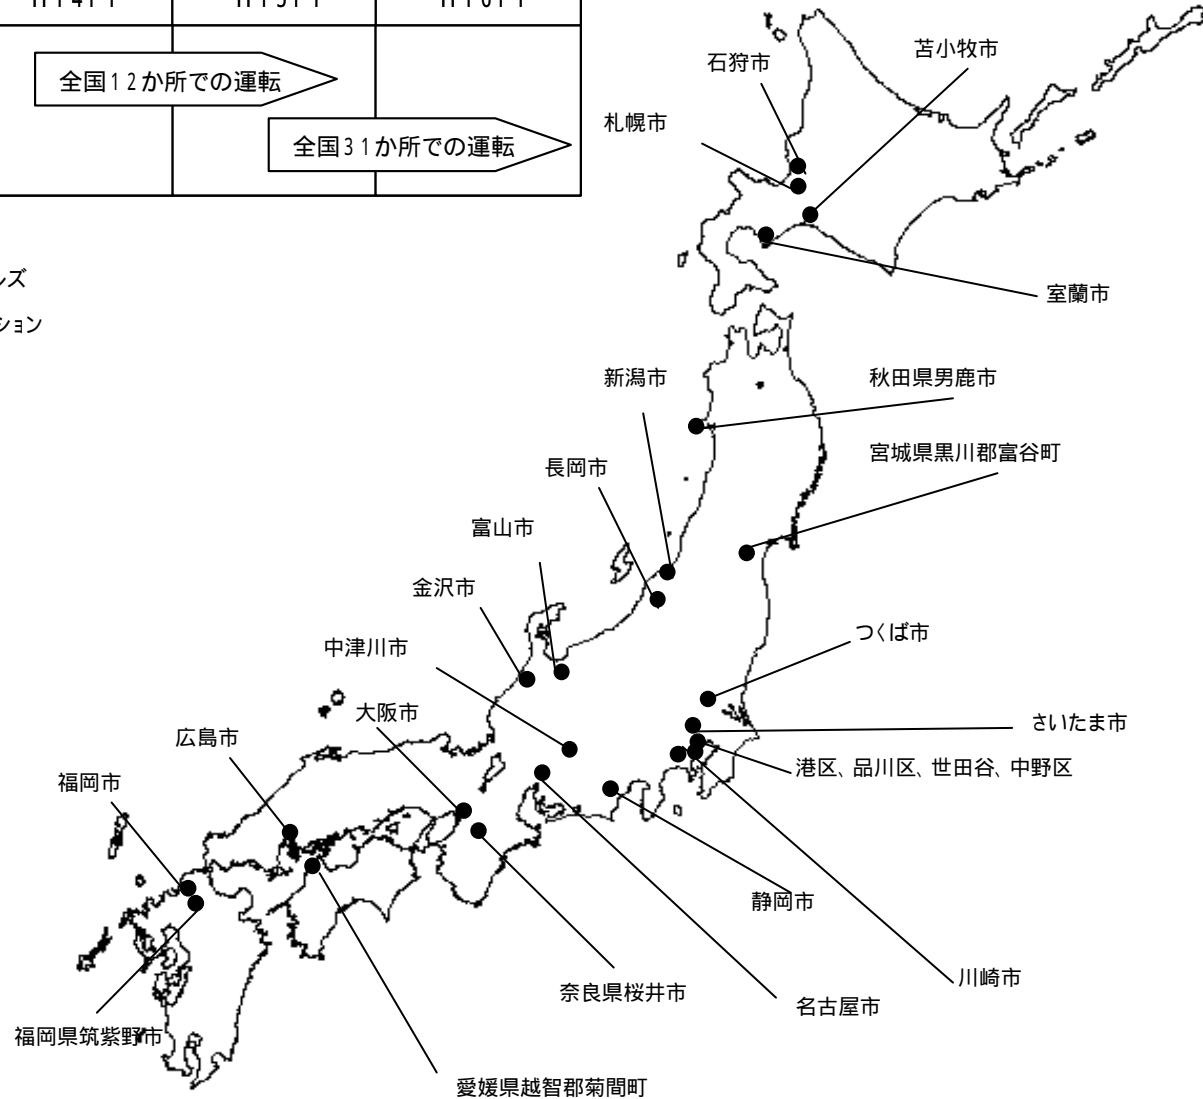 全国12か所での運転
全国31か所での運転
石狩市
苫小牧市
札幌市
室蘭市
新潟市
秋田県男鹿市
宮城県黒川郡富谷町
長岡市
富山市
金沢市
つくば市
中津川市
大阪市
さいたま市
広島市
港区、品川区、世田谷、中野区
福岡市
静岡市
川崎市
奈良県桜井市
名古屋市
福岡県筑紫野市
愛媛県越智郡菊間町